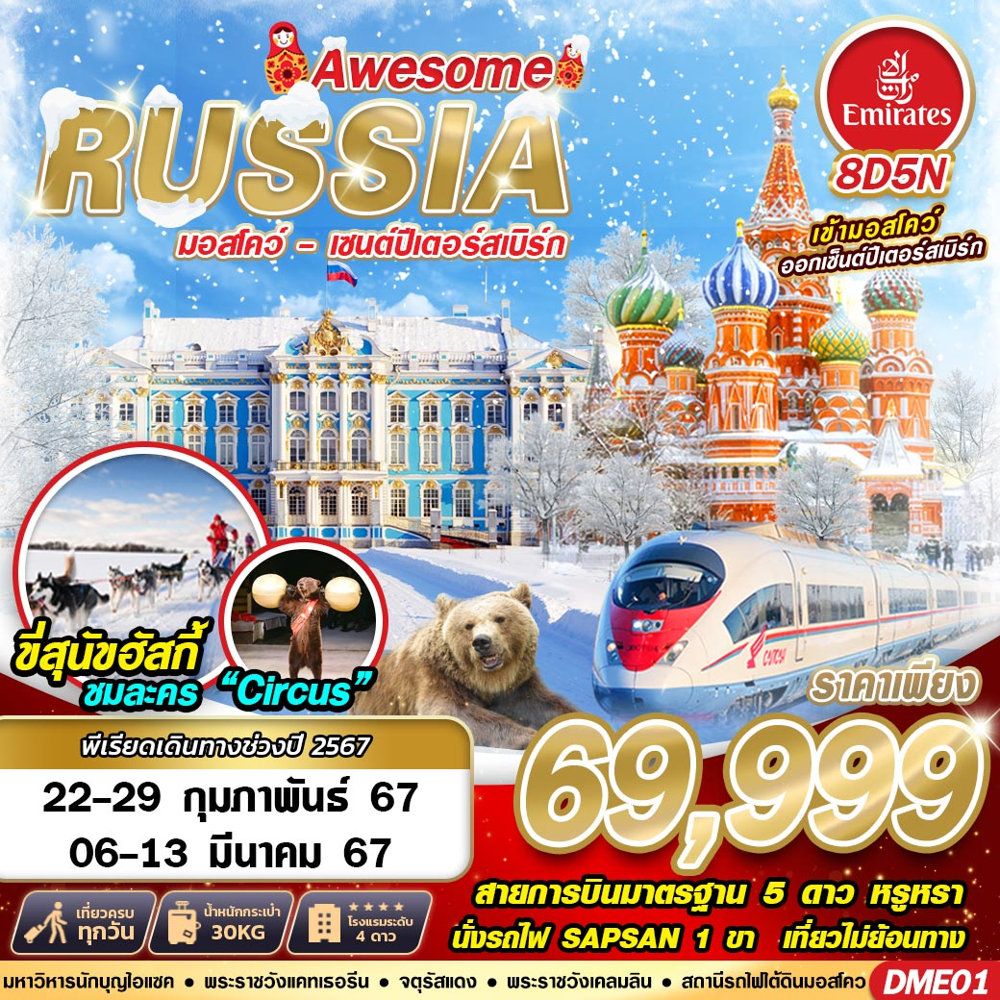 Awesome
RUSSIA
มอสโคว์ - เซนต์ปีเตอร์สเบิร์ก
Emirates
8D5N
เข้ามอสโคว์
ออกเซ็นต์ปีเตอร์สเบิร์ก
ขี่สุนัขฮัสกี้
ชมละคร “Circus”
ราคาเพียง
69,999
พีเรียดเดินทางช่วงปี 2567
22-29 กุมภาพันธ์ 67
06-13 มีนาคม 67
สายการบินมาตรฐาน 5 ดาว หรูหรา
นั่งรถไฟ SAPSAN 1 ขา เที่ยวไม่ย้อนทาง
เที่ยวครบ
ทุกวัน
น้ำหนักกระเป๋า
30KG
โรงแรมระดับ
4 ดาว
มหาวิหารนักบุญไอแซค • พระราชวังแคทเธอรีน • จตุรัสแดง • พระราชวังเคลมลิน • สถานีรถไฟใต้ดินมอสโคว
DME01